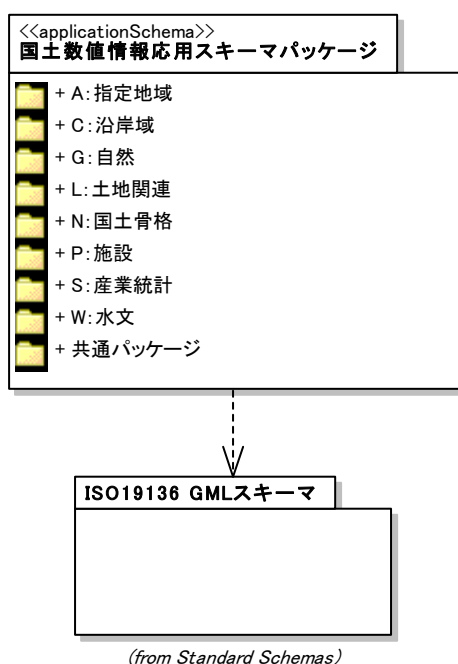 <<applicationSchema>>
国土数値情報応用スキーマパッケージ
+ A:指定地域
+ C:沿岸域
+ G:自然
+ L:土地関連
+ N:国土骨格
+ P:施設
+ S:産業統計
+ W:水文
+ 共通パッケージ
ISO19136 GMLスキーマ
(from Standard Schemas)